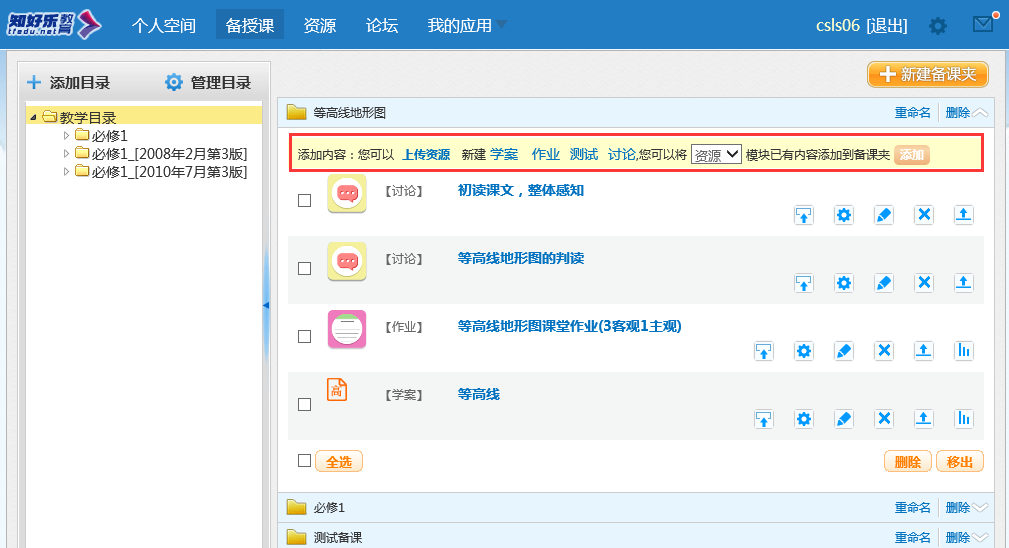 知好乐教育
tfedu.net
个人空间 备授课 资源 论坛 我的应用 csls06 [退出]
添加目录 管理目录
教学目录
必修1
必修1_[2008年2月第3版]
必修1_[2010年7月第3版]
新建备课夹
等高线地形图 重命名 删除
添加内容：您可以 上传资源 新建 学案 作业 测试 讨论,您可以将 资源 模块已有内容添加到备课夹 添加
【讨论】 初读课文，整体感知
【讨论】 等高线地形图的判读
【作业】 等高线地形图课堂作业(3客观1主观)
高 【学案】 等高线
全选 删除 移出
必修1 重命名 删除
测试备课 重命名 删除